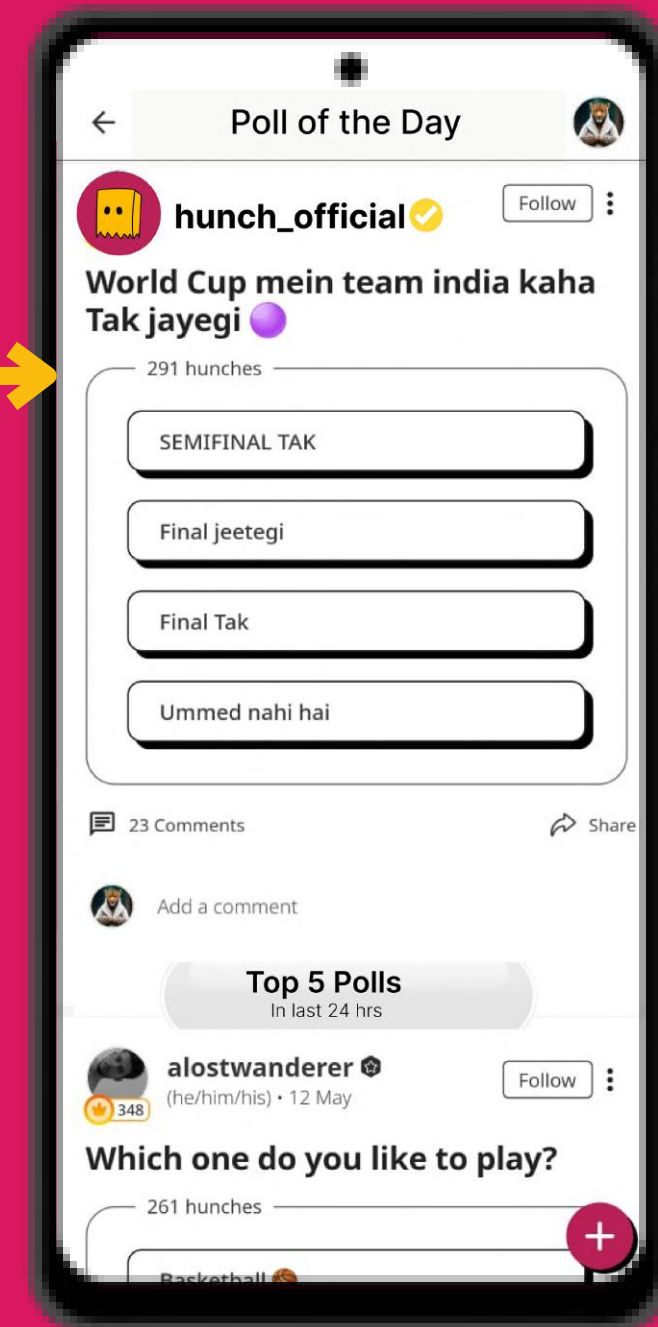 Poll of the Day
hunch_official
Follow
World Cup mein team india kaha
Tak jayegi
291 hunches
SEMIFINAL TAK
Final jeetegi
Final Tak
Ummed nahi hai
23 Comments
Share
Add a comment
Top 5 Polls
In last 24 hrs
alostwanderer
348
(he/him/his) • 12 May
Follow
Which one do you like to play?
261 hunches
Basketball